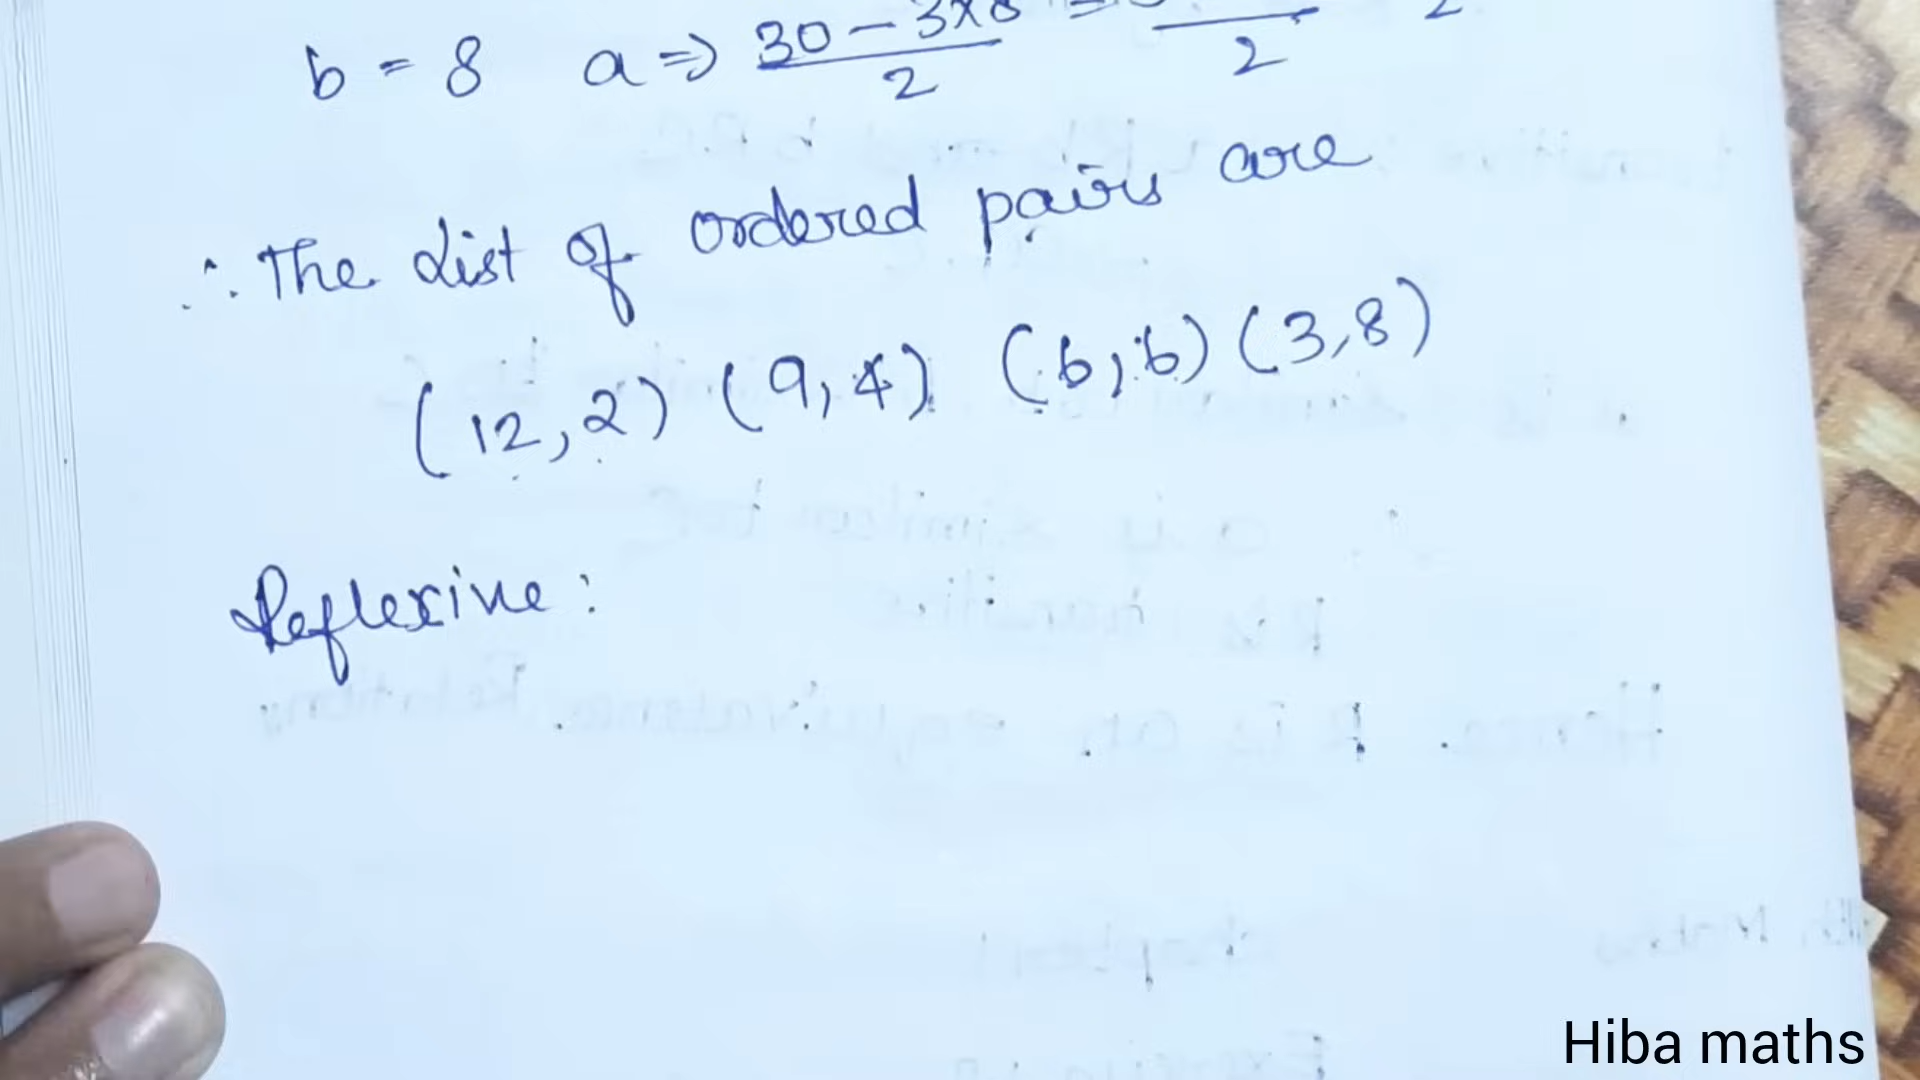 b = 8 a ⇒ 30 - 3×8 / 2 = / 2
∴ The List of ordered pairs are
(12, 2) (9, 4) (6, 6) (3, 8)
Reflexive :
Hiba maths